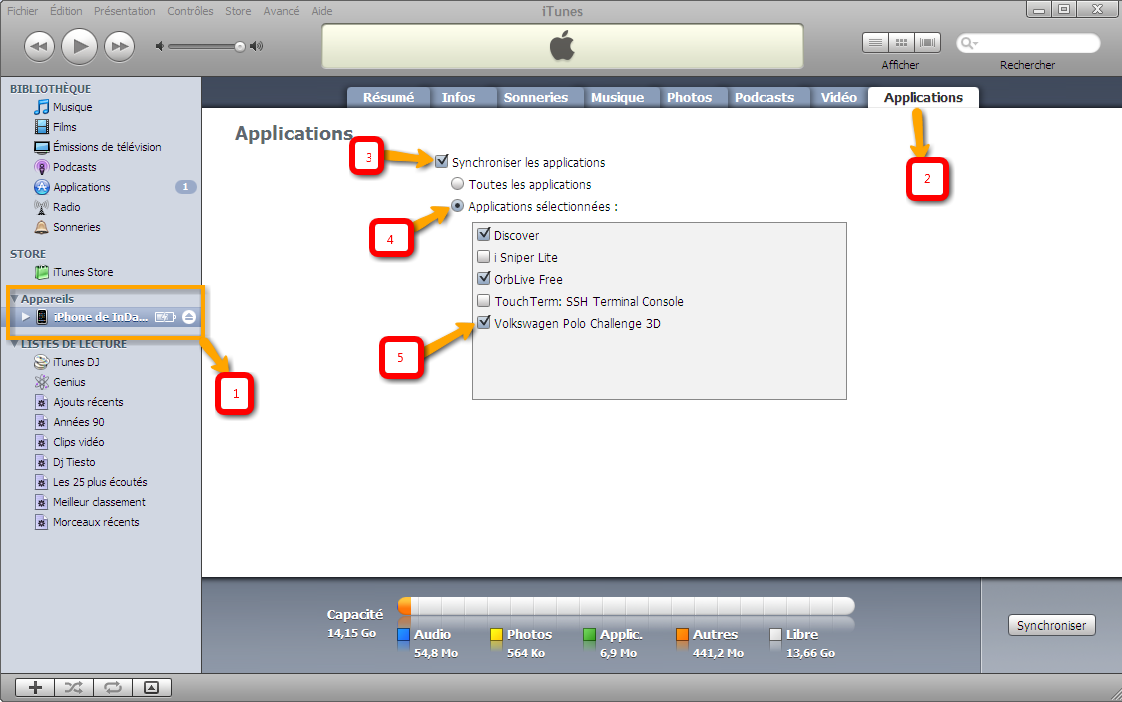 Fichier Édition Présentation Contrôles Store Avancé Aide
iTunes
Afficher
Rechercher
BIBLIOTHÈQUE
Musique
Films
Émissions de télévision
Podcasts
Applications 1
Radio
Sonneries
STORE
iTunes Store
Appareils
iPhone de InDa...
LISTES DE LECTURE
iTunes DJ
Genius
Ajouts récents
Années 90
Clips vidéo
Dj Tiesto
Les 25 plus écoutés
Meilleur classement
Morceaux récents
1
Résumé Infos Sonneries Musique Photos Podcasts Vidéo Applications
2
Applications
3
Synchroniser les applications
Toutes les applications
4
Applications sélectionnées :
Discover
i Sniper Lite
OrbLive Free
TouchTerm: SSH Terminal Console
Volkswagen Polo Challenge 3D
5
Capacité
14,15 Go
Audio
54,8 Mo
Photos
564 Ko
Applic.
6,9 Mo
Autres
441,2 Mo
Libre
13,66 Go
Synchroniser